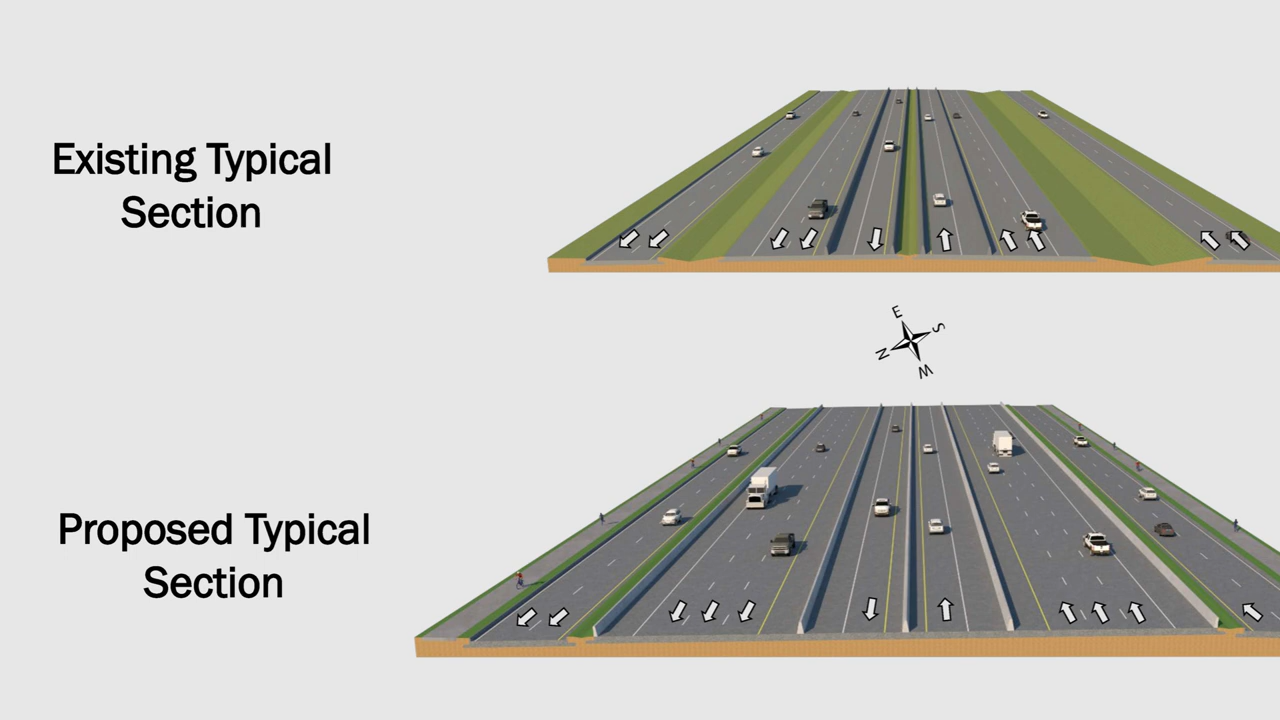 Existing Typical
Section
E
S
N
W
Proposed Typical
Section